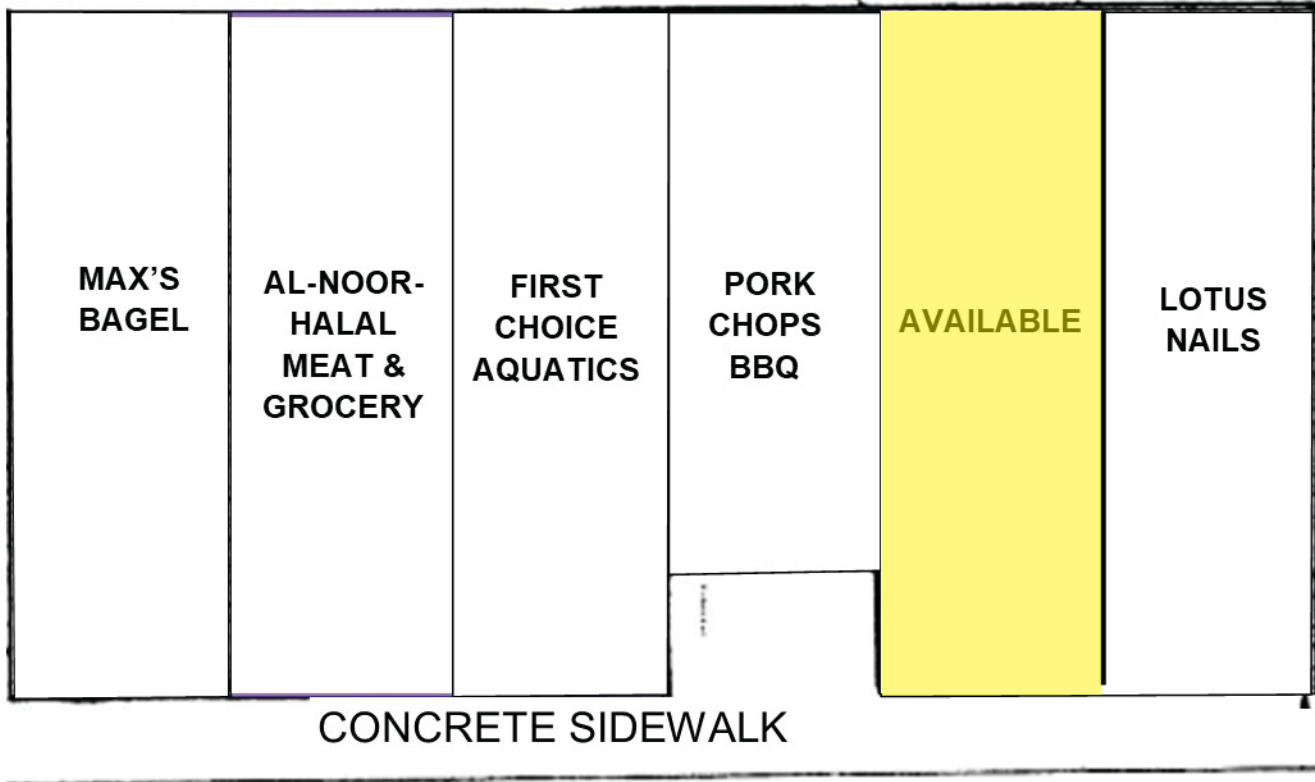 MAX'S
BAGEL
AL-NOOR-
HALAL
MEAT &
GROCERY
FIRST
CHOICE
AQUATICS
PORK
CHOPS
BBQ
AVAILABLE
LOTUS
NAILS
CONCRETE SIDEWALK